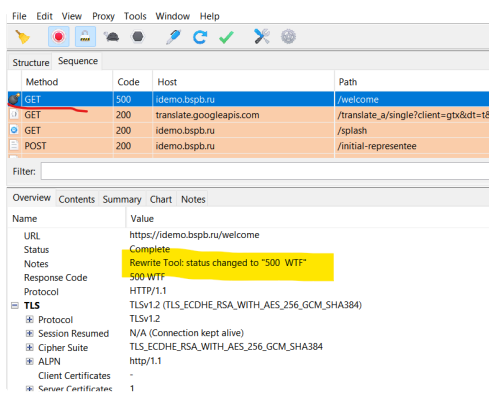 File Edit View Proxy Tools Window Help
Structure Sequence
Method Code Host Path
GET 500 idemo.bspb.ru /welcome
GET 200 translate.googleapis.com /translate_a/single?client=gtx&dt=t&
GET 200 idemo.bspb.ru /splash
POST 200 idemo.bspb.ru /initial-representee
Filter:
Overview Contents Summary Chart Notes
Name Value
URL https://idemo.bspb.ru/welcome
Status Complete
Notes Rewrite Tool: status changed to "500 WTF"
Response Code 500 WTF
Protocol HTTP/1.1
TLS TLSv1.2 (TLS_ECDHE_RSA_WITH_AES_256_GCM_SHA384)
Protocol TLSv1.2
Session Resumed N/A (Connection kept alive)
Cipher Suite TLS_ECDHE_RSA_WITH_AES_256_GCM_SHA384
ALPN http/1.1
Client Certificates -
Server Certificates 1